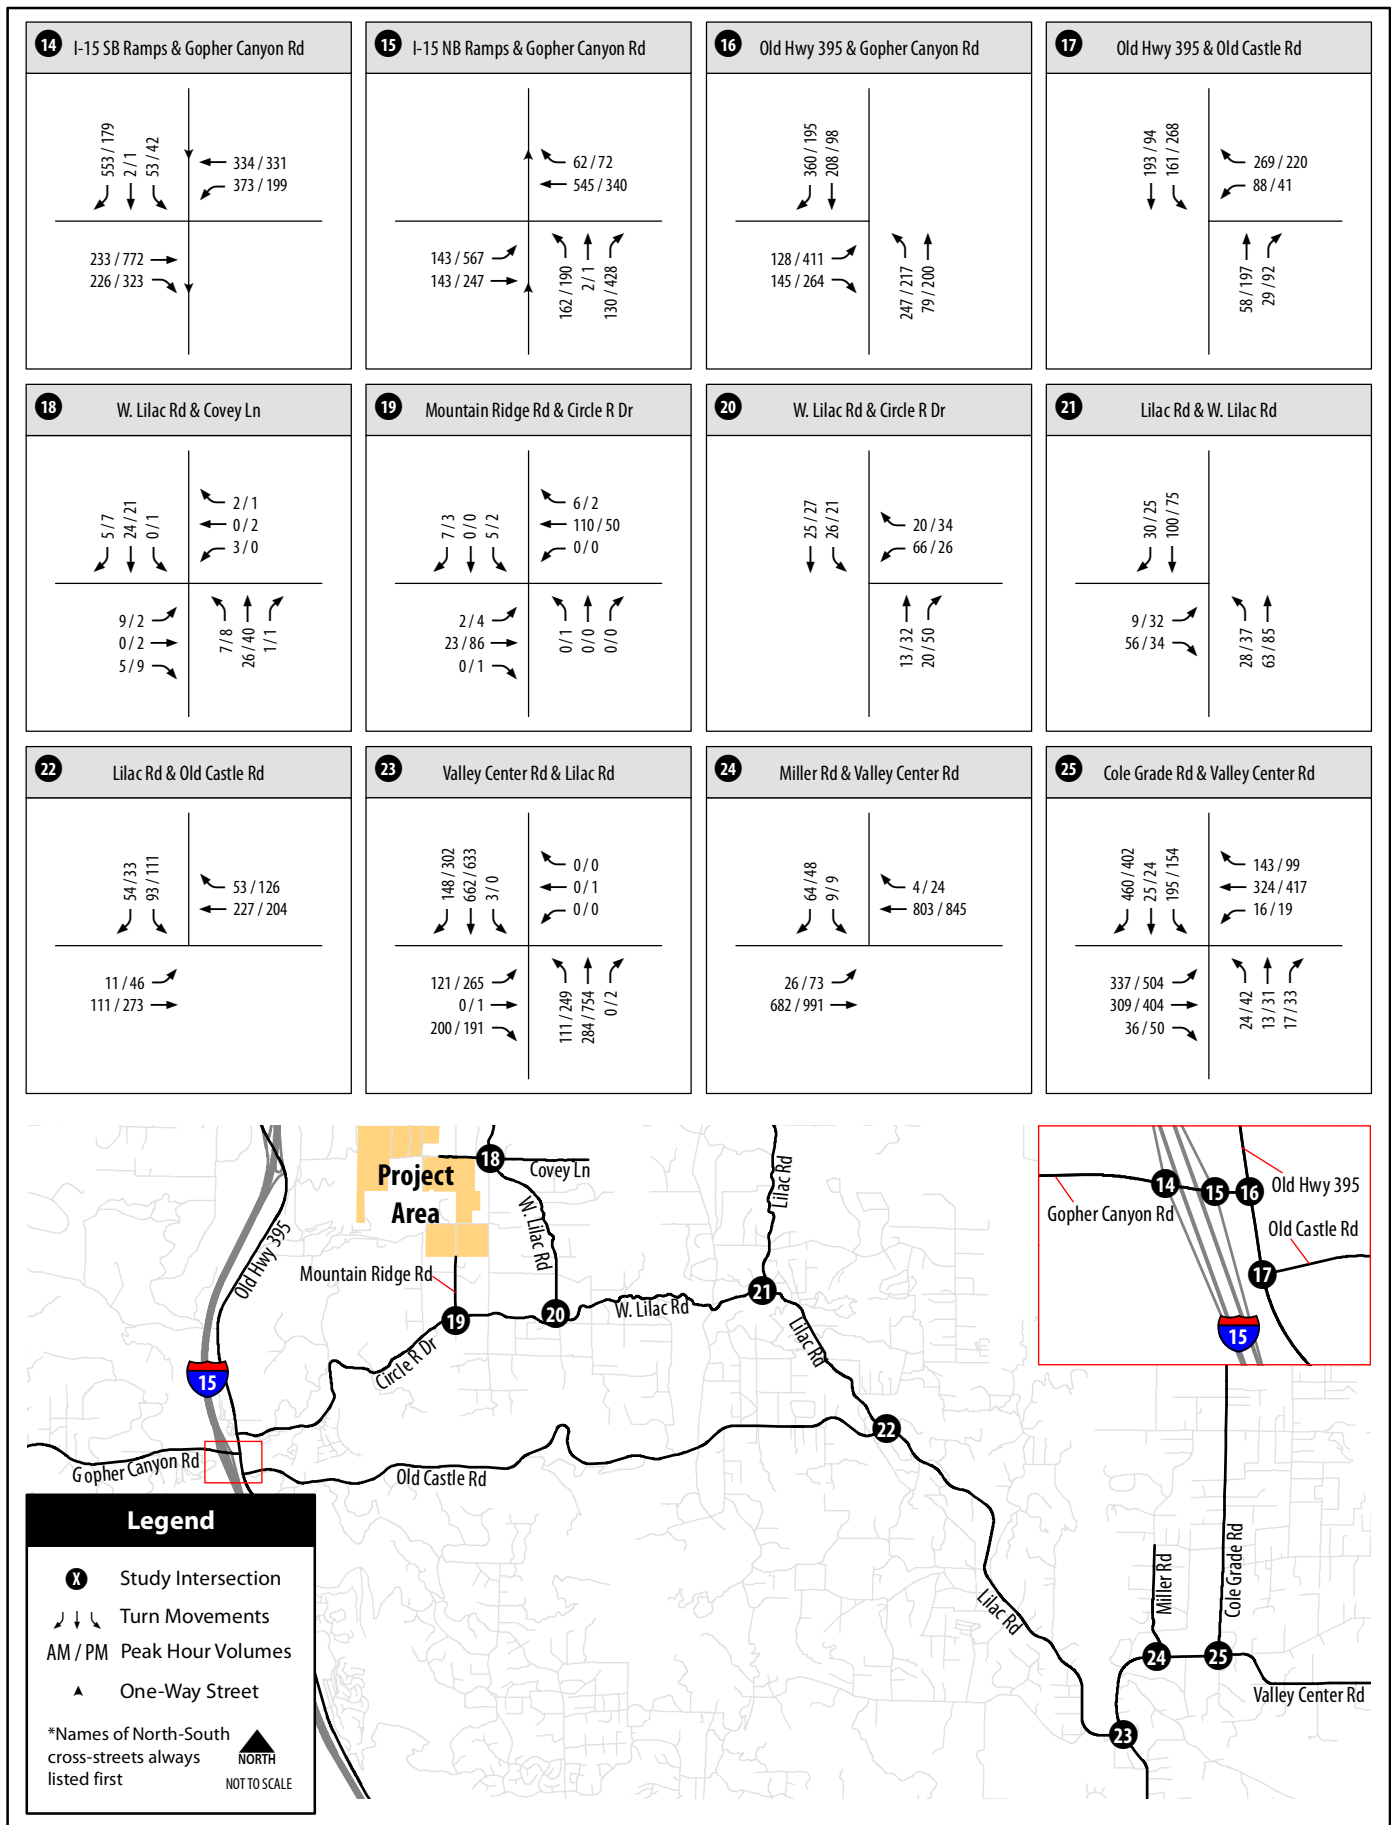 14 I-15 SB Ramps & Gopher Canyon Rd
553 / 179
2 / 1
53 / 42
334 / 331
373 / 199
233 / 772
226 / 323
15 I-15 NB Ramps & Gopher Canyon Rd
62 / 72
545 / 340
143 / 567
143 / 247
162 / 190
2 / 1
130 / 428
16 Old Hwy 395 & Gopher Canyon Rd
360 / 195
208 / 98
128 / 411
145 / 264
247 / 217
79 / 200
17 Old Hwy 395 & Old Castle Rd
193 / 94
161 / 268
269 / 220
88 / 41
58 / 197
29 / 92
18 W. Lilac Rd & Covey Ln
5 / 7
24 / 21
0 / 1
2 / 1
0 / 2
3 / 0
9 / 2
0 / 2
5 / 9
7 / 8
26 / 40
1 / 1
19 Mountain Ridge Rd & Circle R Dr
7 / 3
0 / 0
5 / 2
6 / 2
110 / 50
0 / 0
2 / 4
23 / 86
0 / 1
0 / 1
0 / 0
0 / 0
20 W. Lilac Rd & Circle R Dr
25 / 27
26 / 21
20 / 34
66 / 26
13 / 32
20 / 50
21 Lilac Rd & W. Lilac Rd
30 / 25
100 / 75
9 / 32
56 / 34
28 / 37
63 / 85
22 Lilac Rd & Old Castle Rd
54 / 33
93 / 111
53 / 126
227 / 204
11 / 46
111 / 273
23 Valley Center Rd & Lilac Rd
148 / 302
662 / 633
3 / 0
0 / 0
0 / 1
0 / 0
121 / 265
0 / 1
200 / 191
111 / 249
284 / 754
0 / 2
24 Miller Rd & Valley Center Rd
64 / 48
9 / 9
4 / 24
803 / 845
26 / 73
682 / 991
25 Cole Grade Rd & Valley Center Rd
460 / 402
25 / 24
195 / 154
143 / 99
324 / 417
16 / 19
337 / 504
309 / 404
36 / 50
24 / 42
13 / 31
17 / 33
Project
Area
18
Covey Ln
W. Lilac Rd
Lilac Rd
Old Hwy 395
Mountain Ridge Rd
19
20
W. Lilac Rd
21
Lilac Rd
Circle R Dr
15
22
Gopher Canyon Rd
Old Castle Rd
14
15
16
Old Hwy 395
Gopher Canyon Rd
Old Castle Rd
17
15
Lilac Rd
Miller Rd
Cole Grade Rd
24
25
Valley Center Rd
23
Legend
X Study Intersection
Turn Movements
AM / PM Peak Hour Volumes
One-Way Street
*Names of North-South
cross-streets always
listed first
NORTH
NOT TO SCALE